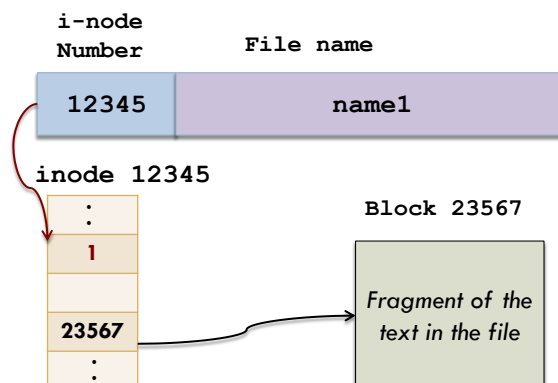 i-node
Number
File name
12345
name1
inode 12345
:
1
23567
:
Block 23567
Fragment of the
text in the file